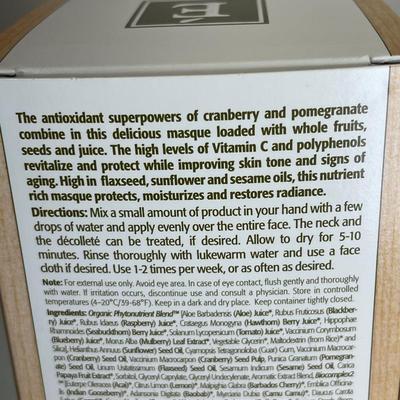 The antioxidant superpowers of cranberry and pomegranate
combine in this delicious masque loaded with whole fruits,
seeds and juice. The high levels of Vitamin C and polyphenols
revitalize and protect while improving skin tone and signs of
aging. High in flaxseed, sunflower and sesame oils, this nutrient
rich masque protects, moisturizes and restores radiance.
Directions: Mix a small amount of product in your hand with a few
drops of water and apply evenly over the entire face. The neck and
the décolleté can be treated, if desired. Allow to dry for 5-10
minutes. Rinse thoroughly with lukewarm water and use a face
cloth if desired. Use 1-2 times per week, or as often as desired.
Note: For external use only. Avoid eye area. In case of eye contact, flush gently and thoroughly
with water. If irritation occurs, discontinue use and consult a physician. Store in controlled
temperatures (4-20°C/39-68°F). Keep in a dark and dry place. Keep container tightly closed.
Ingredients: Organic Phytonutrient Blend™ [Aloe Barbadensis (Aloe)*, Rubus Fruticosus (Blackber-
ry) Juice*, Rubus Idaeus (Raspberry) Juice*, Crataegus Monogyna (Hawthorn) Berry Juice*, Hippophae
Rhamnoides (Seabuckthorn) Berry Juice*, Solanum Lycopersicum (Tomato) Juice*, Vaccinium Corymbosum
(Blueberry) Juice*, Morus Alba (Mulberry) Leaf Extract*, Vegetable Glycerin*, Maltodextrin (from Rice)* and
Silica], Helianthus Annuus (Sunflower) Seed Oil, Cyamopsis Tetragonoloba (Guar) Gum, Vaccinium Macrocar-
pon (Cranberry) Seed Oil, Vaccinium Macrocarpon (Cranberry) Seed Pulp, Punica Granatum (Pomegran-
ate) Seed Oil, Linum Usitatissimum (Flaxseed) Seed Oil, Sesamum Indicum (Sesame) Seed Oil, Carica
Papaya Fruit Extract*, Sorbitol, Glyceryl Caprylate, Glyceryl Undecylenate, Aromatic Blend, Biocomplex2
™ [Euterpe Oleracea (Acai)*, Citrus Limon (Lemon)*, Malpighia Glabra (Barbados Cherry)*, Emblica Officina-
lis (Indian Gooseberry)*, Adansonia Digitata (Baobab)*, Myrciaria Dubia (Camu Camu)*, Daucus Carota